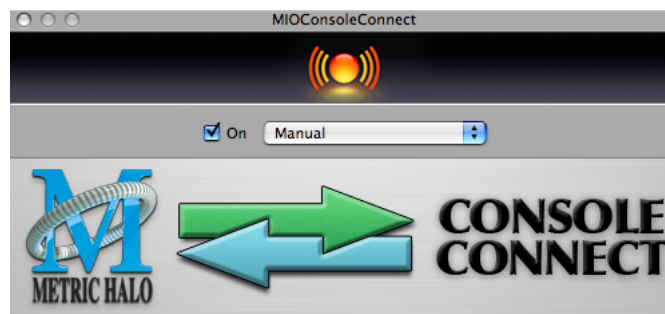 MIOConsoleConnect
On Manual
CONSOLE
CONNECT
M
METRIC HALO